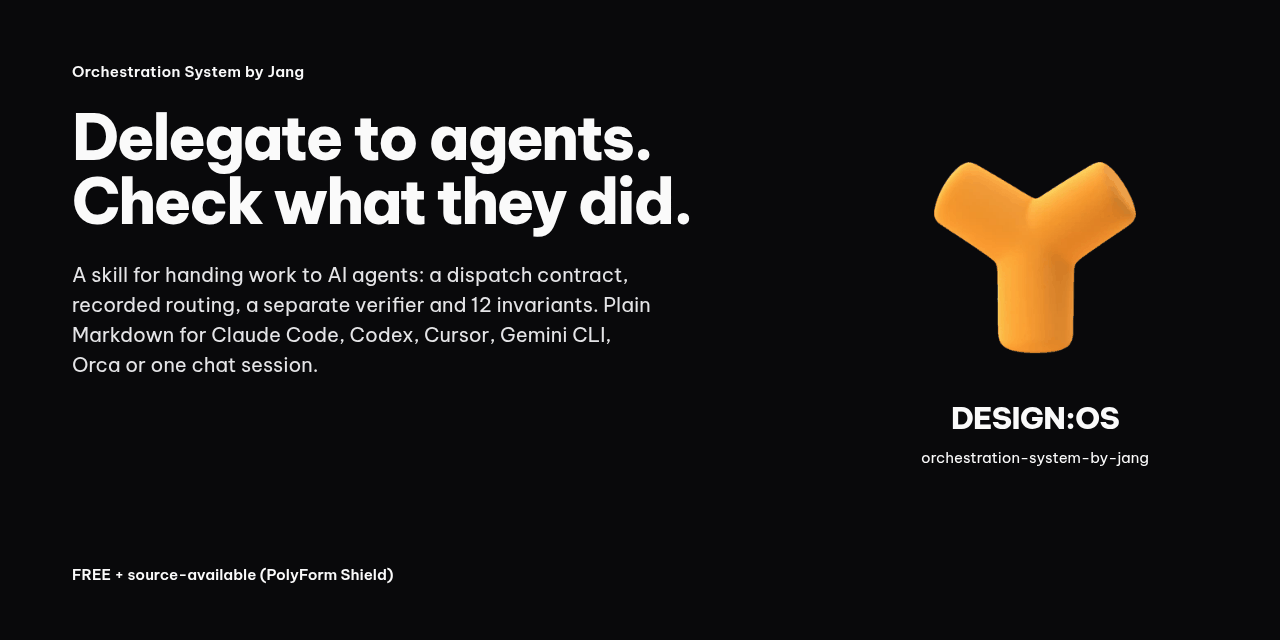 Orchestration System by Jang
Delegate to agents.
Check what they did.
A skill for handing work to AI agents: a dispatch contract,
recorded routing, a separate verifier and 12 invariants. Plain
Markdown for Claude Code, Codex, Cursor, Gemini CLI,
Orca or one chat session.
DESIGN:OS
orchestration-system-by-jang
FREE + source-available (PolyForm Shield)